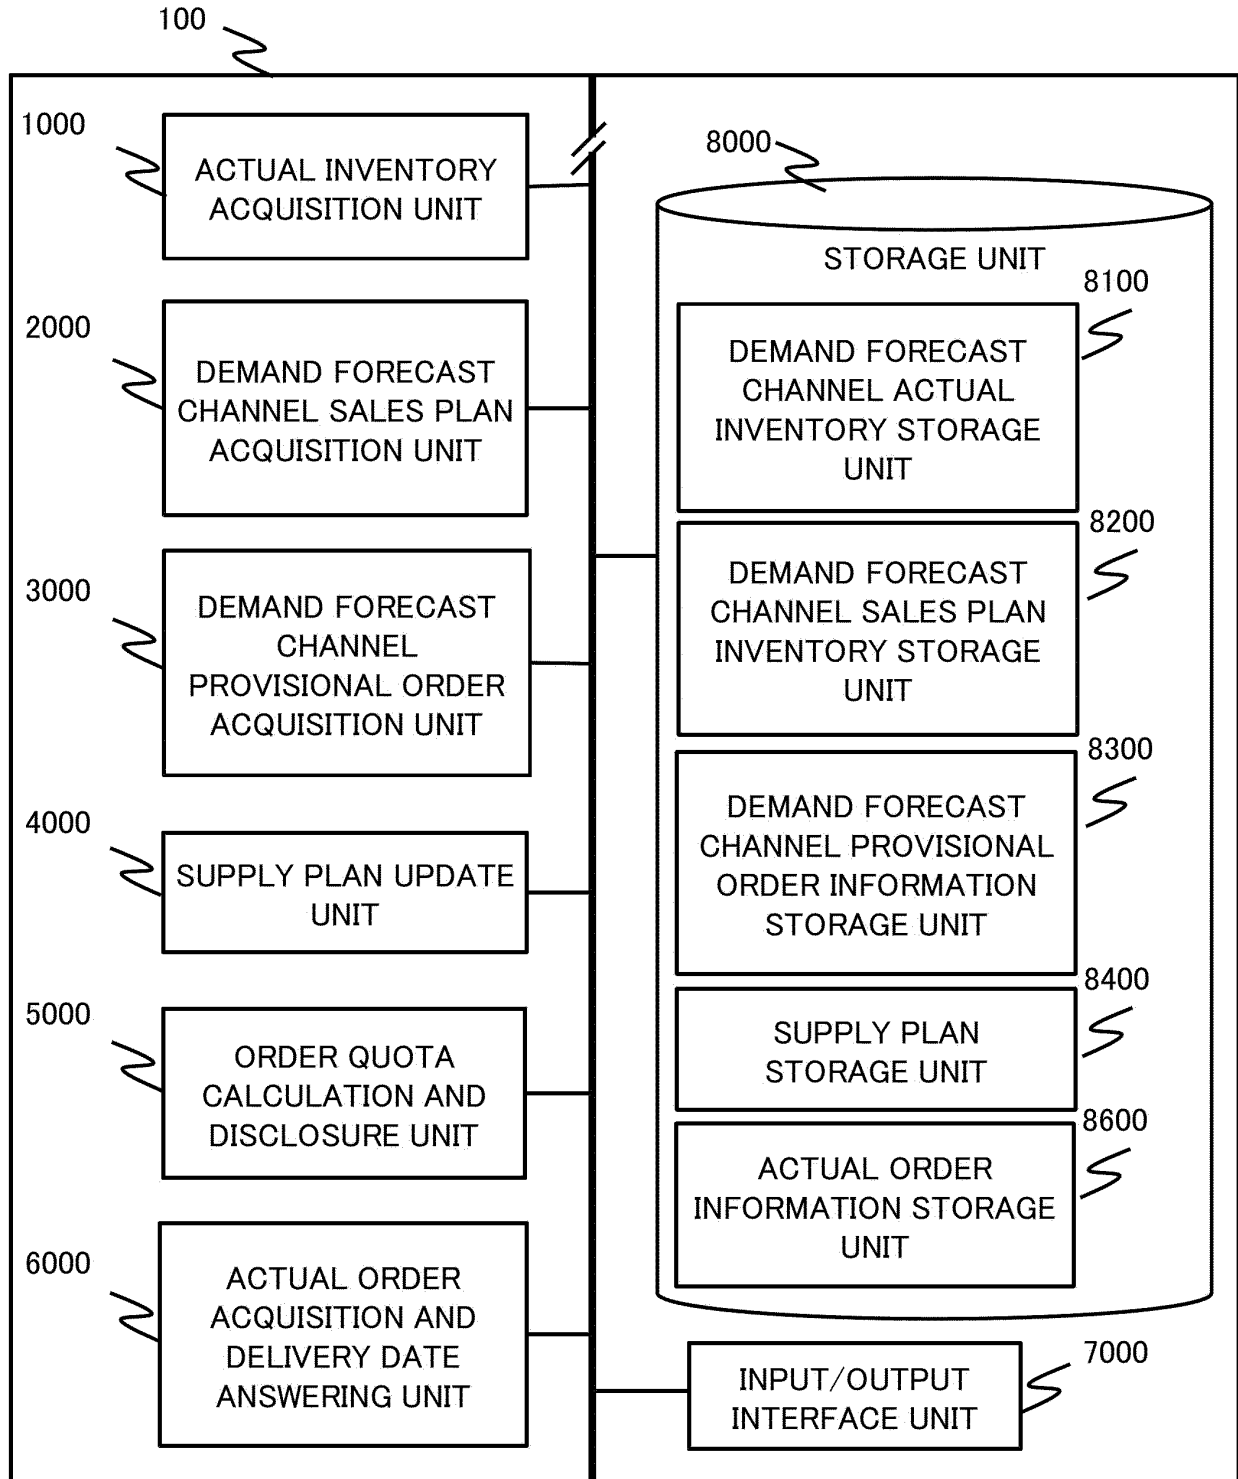 100
1000
ACTUAL INVENTORY
ACQUISITION UNIT
2000
DEMAND FORECAST
CHANNEL SALES PLAN
ACQUISITION UNIT
3000
DEMAND FORECAST
CHANNEL
PROVISIONAL ORDER
ACQUISITION UNIT
4000
SUPPLY PLAN UPDATE
UNIT
5000
ORDER QUOTA
CALCULATION AND
DISCLOSURE UNIT
6000
ACTUAL ORDER
ACQUISITION AND
DELIVERY DATE
ANSWERING UNIT
8000
STORAGE UNIT
8100
DEMAND FORECAST
CHANNEL ACTUAL
INVENTORY STORAGE
UNIT
8200
DEMAND FORECAST
CHANNEL SALES PLAN
INVENTORY STORAGE
UNIT
8300
DEMAND FORECAST
CHANNEL PROVISIONAL
ORDER INFORMATION
STORAGE UNIT
8400
SUPPLY PLAN
STORAGE UNIT
8600
ACTUAL ORDER
INFORMATION STORAGE
UNIT
7000
INPUT/OUTPUT
INTERFACE UNIT